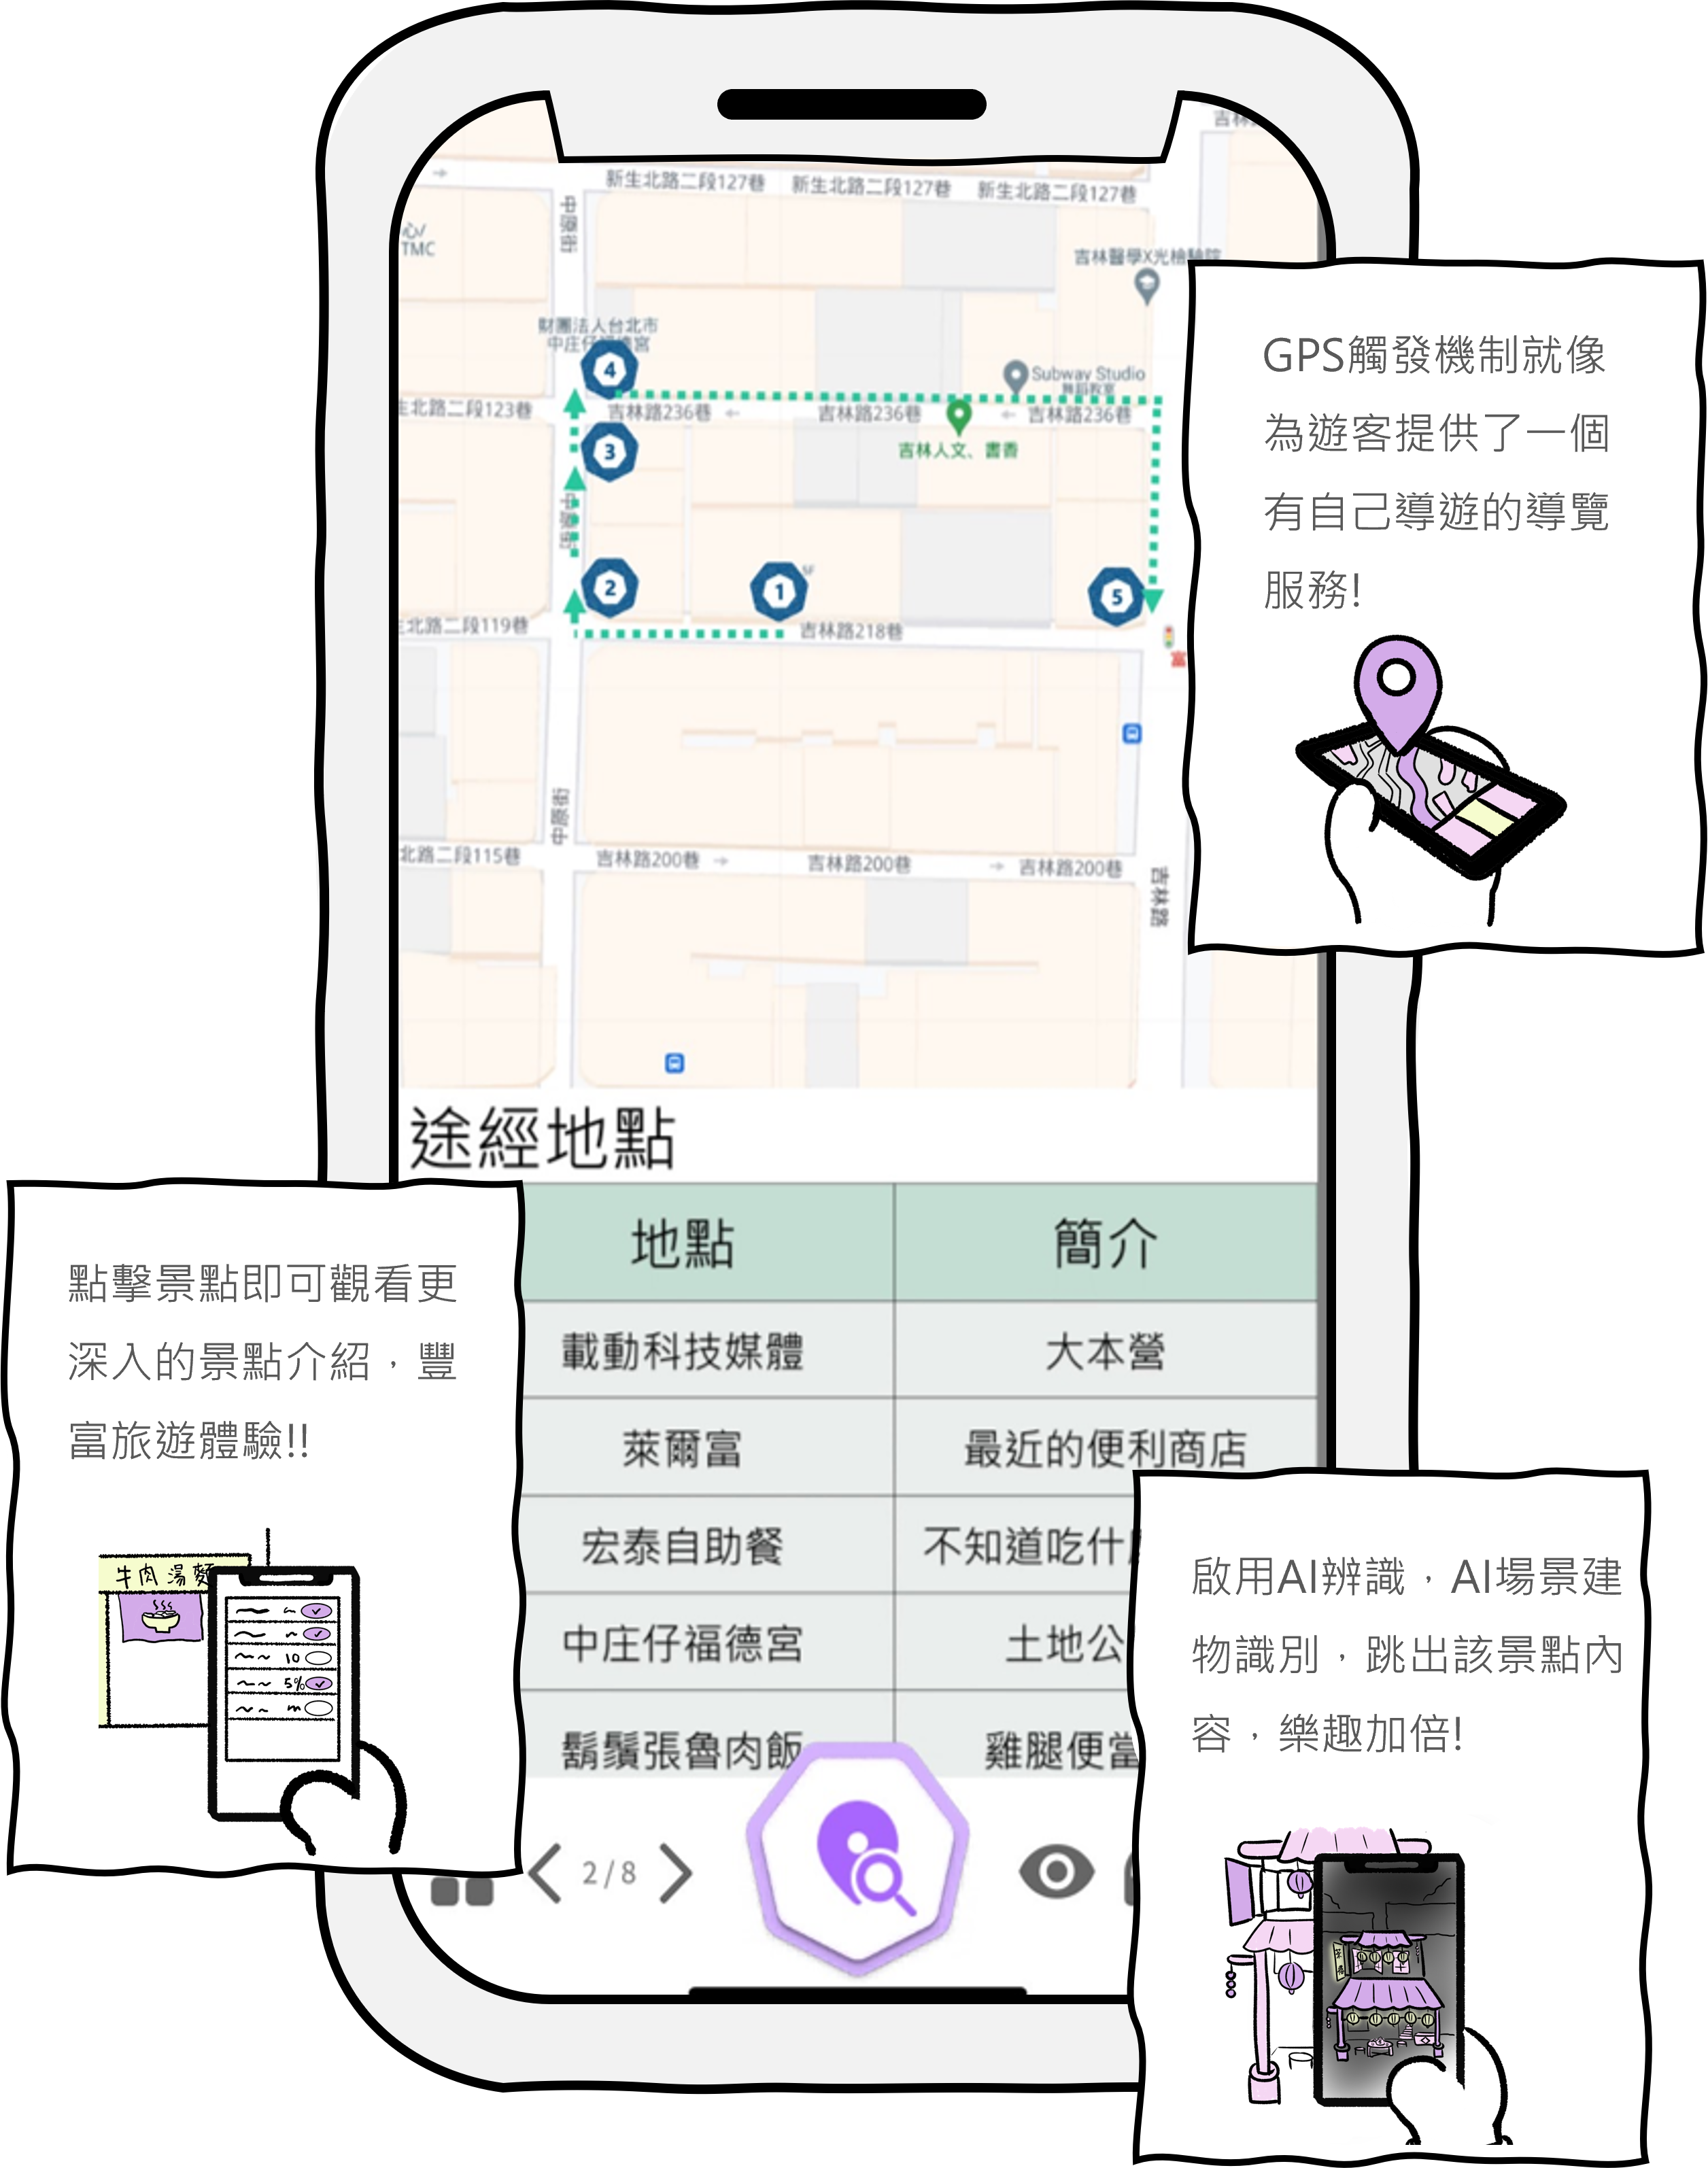 吉林
新生北路二段127巷
新生北路二段127巷
新生北路二段127巷
中原街
心/
TMC
吉林醫學X光檢驗院
財團法人台北市
中庄仔福德宮
4
Subway Studio
舞蹈教室
生北路二段123巷
吉林路236巷
吉林路236巷
吉林路236巷
3
吉林人文、書香
中原街
2
1
5
生北路二段119巷
吉林路218巷
富
中原街
北路二段115巷
吉林路200巷
吉林路200巷
吉林路200巷
吉林路
GPS觸發機制就像
為遊客提供了一個
有自己導遊的導覽
服務!
途經地點
地點
簡介
載動科技媒體
大本營
萊爾富
最近的便利商店
宏泰自助餐
不知道吃什
中庄仔福德宮
土地公
鬍鬚張魯肉飯
雞腿便當
2/8
點擊景點即可觀看更
深入的景點介紹，豐
富旅遊體驗!!
牛肉湯麵
10
5%
啟用AI辨識，AI場景建
物識別，跳出該景點內
容，樂趣加倍!